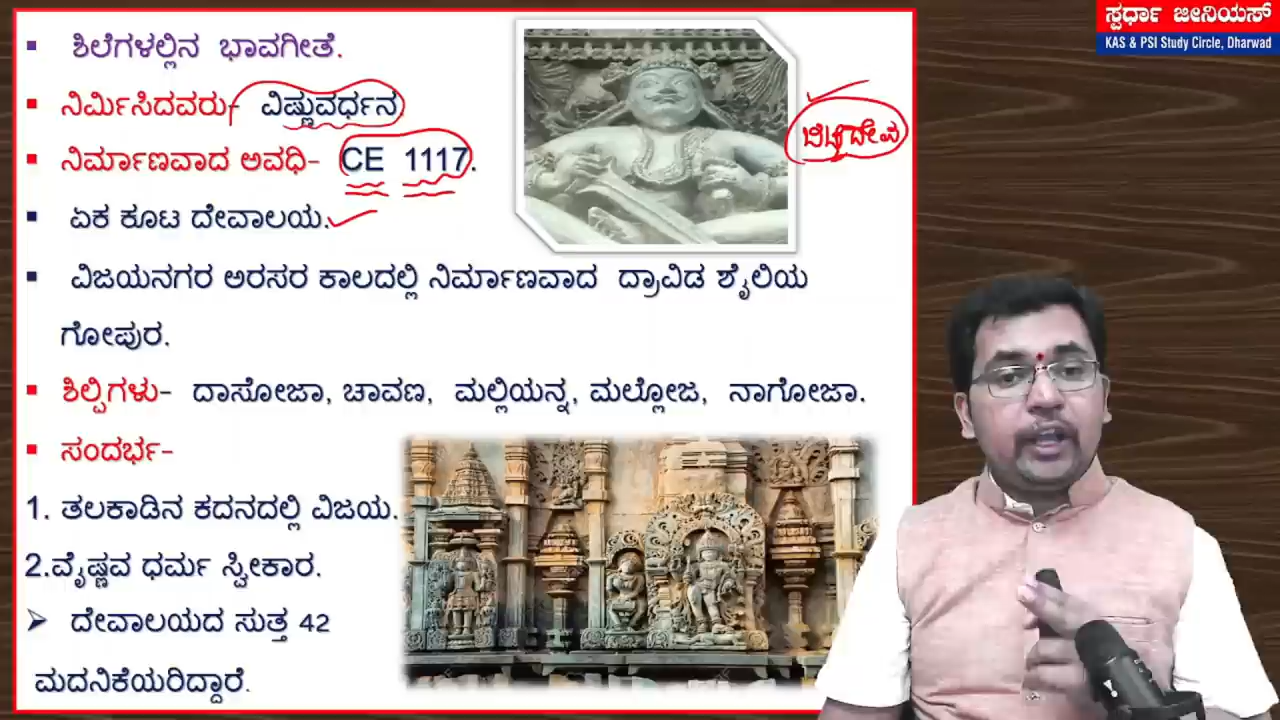 ಸ್ಪರ್ಧಾ ಜೀನಿಯಸ್
KAS & PSI Study Circle, Dharwad
▪ ಶಿಲೆಗಳಲ್ಲಿನ ಭಾವಗೀತೆ.
▪ ನಿರ್ಮಿಸಿದವರು- ವಿಷ್ಣುವರ್ಧನ.
ಬಿಟ್ಟಿದೇವ
▪ ನಿರ್ಮಾಣವಾದ ಅವಧಿ- CE 1117.
▪ ಏಕ ಕೂಟ ದೇವಾಲಯ.
▪ ವಿಜಯನಗರ ಅರಸರ ಕಾಲದಲ್ಲಿ ನಿರ್ಮಾಣವಾದ ದ್ರಾವಿಡ ಶೈಲಿಯ
ಗೋಪುರ.
▪ ಶಿಲ್ಪಿಗಳು- ದಾಸೋಜಾ, ಚಾವಣ, ಮಲ್ಲಿಯನ್ನ, ಮಲ್ಲೋಜ, ನಾಗೋಜಾ.
▪ ಸಂದರ್ಭ-
1. ತಲಕಾಡಿನ ಕದನದಲ್ಲಿ ವಿಜಯ.
2.ವೈಷ್ಣವ ಧರ್ಮ ಸ್ವೀಕಾರ.
➢ ದೇವಾಲಯದ ಸುತ್ತ 42
ಮದನಿಕೆಯರಿದ್ದಾರೆ.